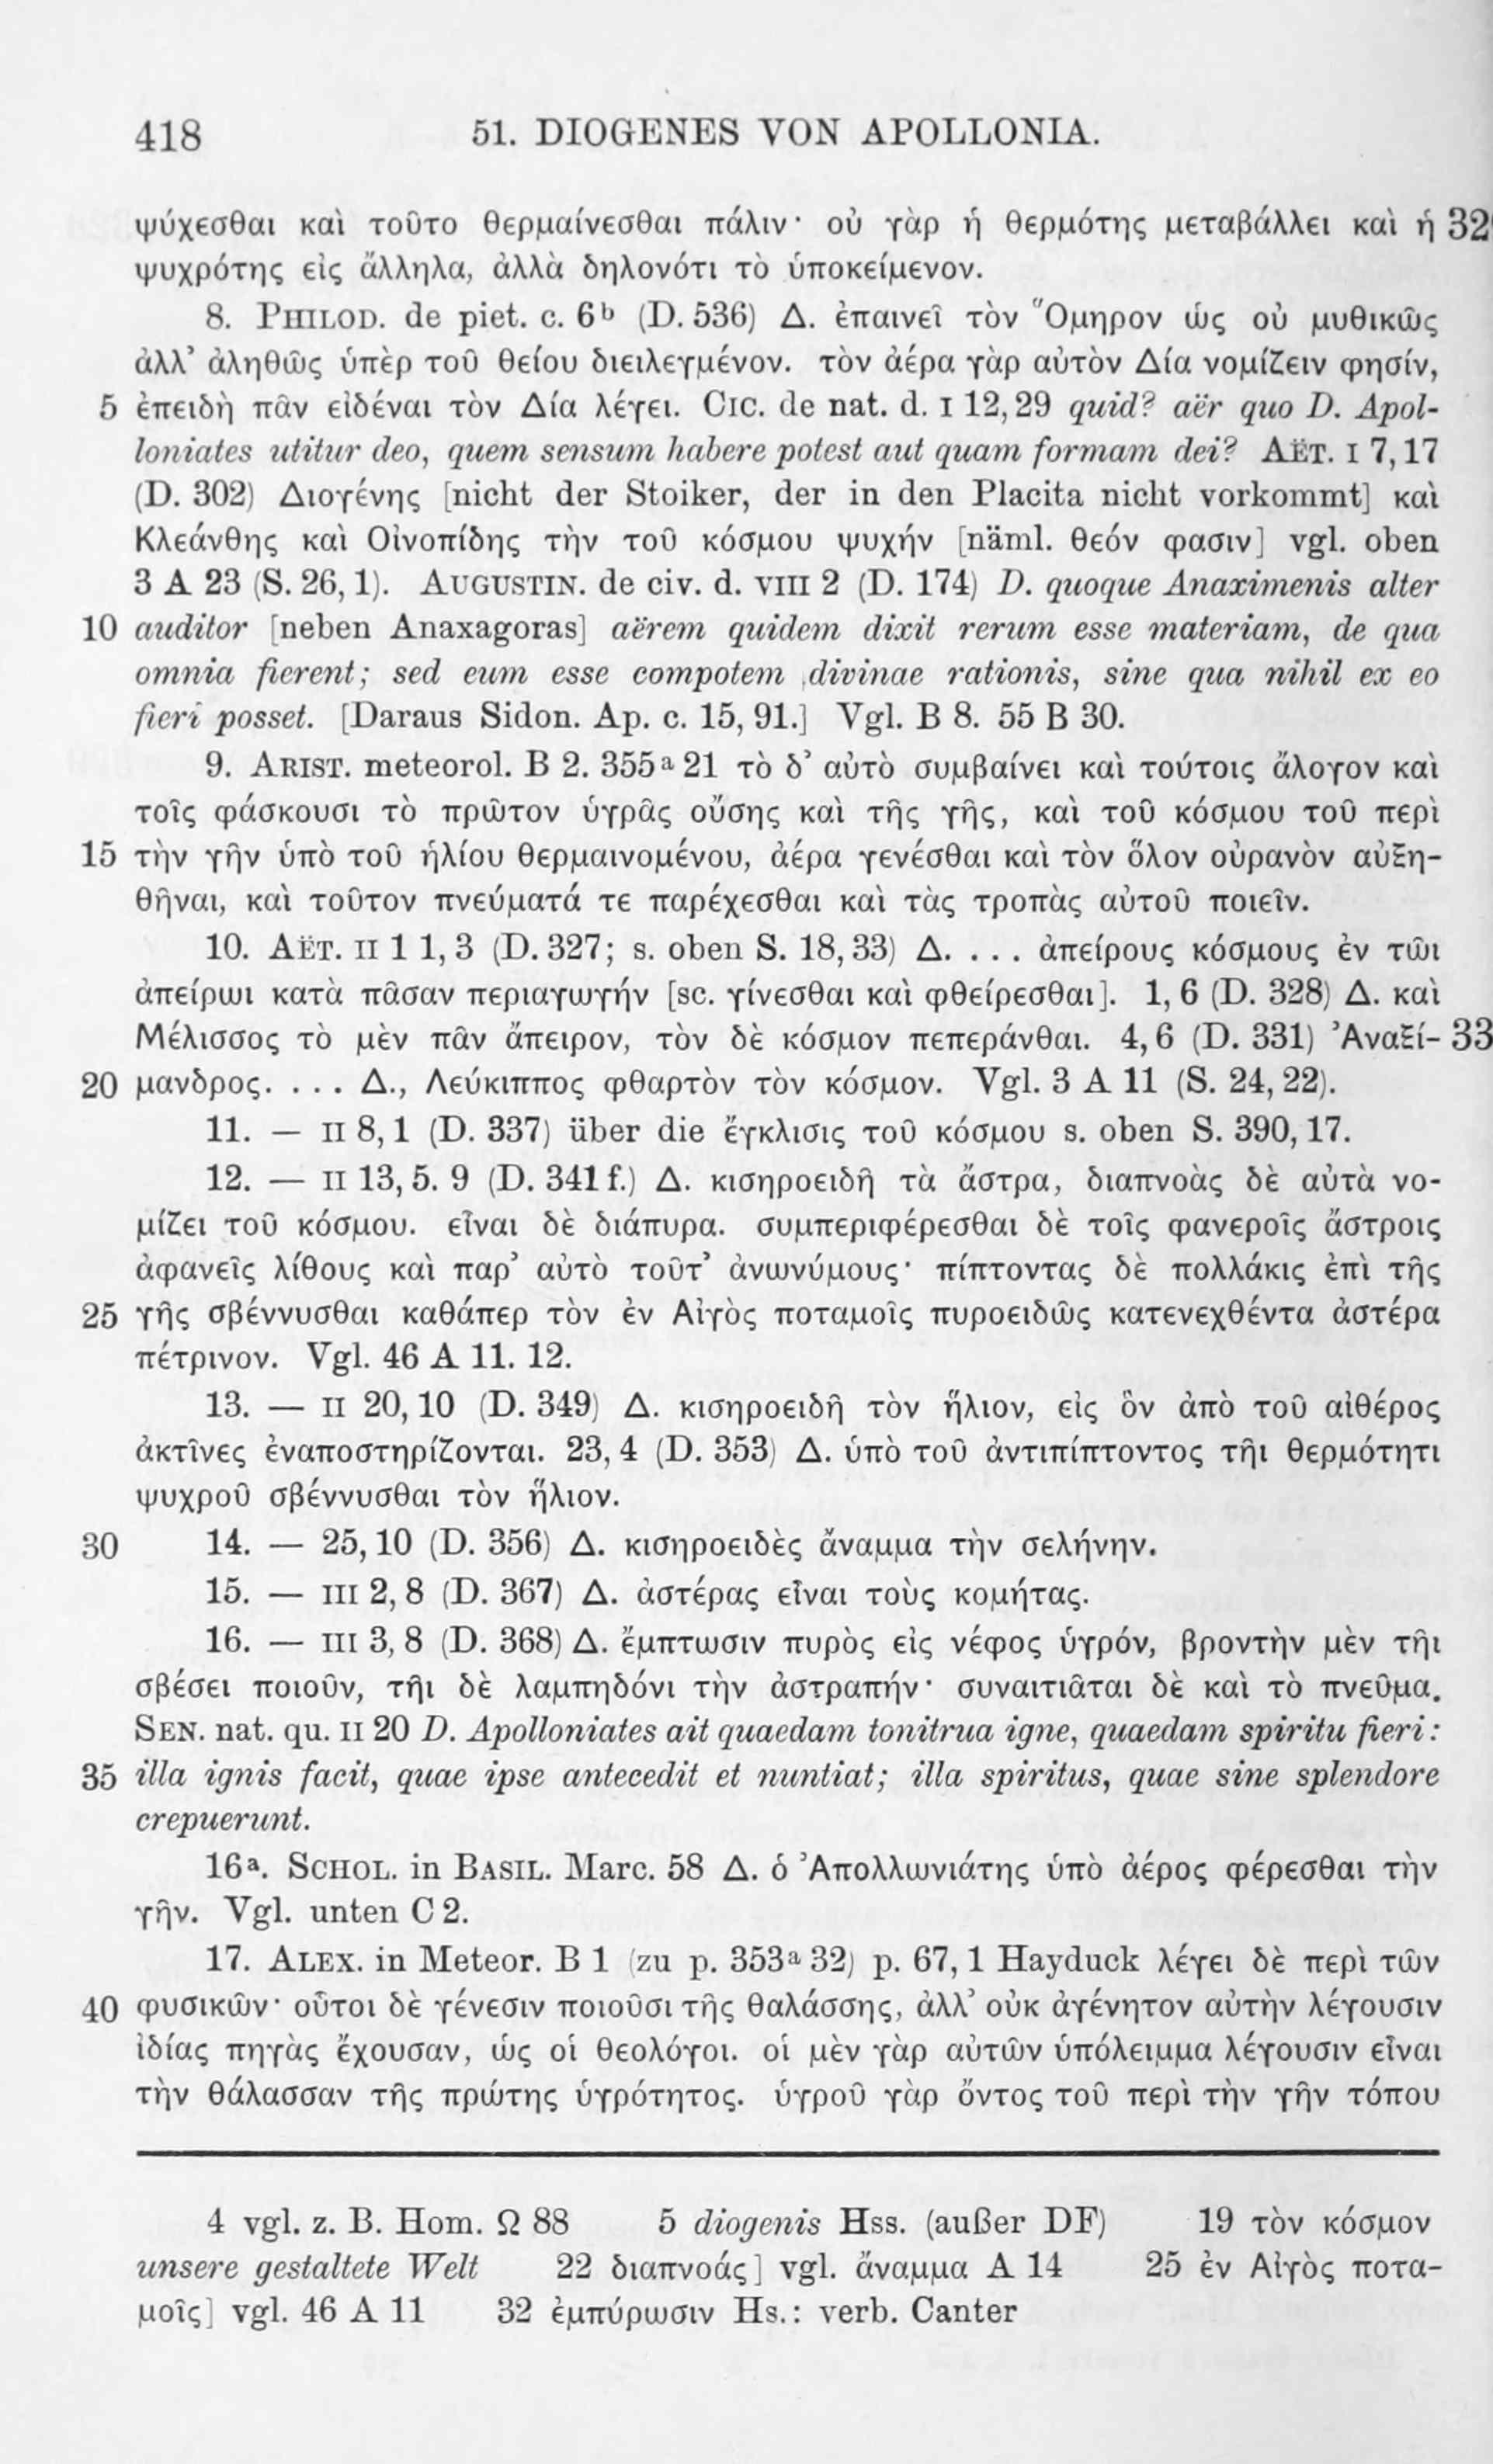 418 51. DIOGENES VON APOLLONIA.
ψύχεσθαι καὶ τοῦτο θερμαίνεσθαι πάλιν· οὐ γὰρ ἡ θερμότης μεταβάλλει καὶ ἡ 32
ψυχρότης εἰς ἄλληλα, ἀλλὰ δηλονότι τὸ ὑποκείμενον.
8. PHILOD. de piet. c. 6ᵇ (D. 536) Δ. ἐπαινεῖ τὸν Ὅμηρον ὡς οὐ μυθικῶς
ἀλλ’ ἀληθῶς ὑπὲρ τοῦ θείου διειλεγμένον. τὸν ἀέρα γὰρ αὐτὸν Δία νομίζειν φησίν,
5 ἐπειδὴ πᾶν εἰδέναι τὸν Δία λέγει. CIC. de nat. d. I 12, 29 quid? aër quo D. Apol-
loniates utitur deo, quem sensum habere potest aut quam formam dei? AËT. I 7, 17
(D. 302) Διογένης [nicht der Stoiker, der in den Placita nicht vorkommt] καὶ
Κλεάνθης καὶ Οἰνοπίδης τὴν τοῦ κόσμου ψυχήν [näml. θεόν φασιν] vgl. oben
3 A 23 (S. 26, 1). AUGUSTIN. de civ. d. VIII 2 (D. 174) D. quoque Anaximenis alter
10 auditor [neben Anaxagoras] aërem quidem dixit rerum esse materiam, de qua
omnia fierent; sed eum esse compotem divinae rationis, sine qua nihil ex eo
fieri posset. [Daraus Sidon. Ap. c. 15, 91.] Vgl. B 8. 55 B 30.
9. ARIST. meteorol. B 2. 355ᵃ 21 τὸ δ’ αὐτὸ συμβαίνει καὶ τούτοις ἄλογον καὶ
τοῖς φάσκουσι τὸ πρῶτον ὑγρᾶς οὔσης καὶ τῆς γῆς, καὶ τοῦ κόσμου τοῦ περὶ
15 τὴν γῆν ὑπὸ τοῦ ἡλίου θερμαινομένου, ἀέρα γενέσθαι καὶ τὸν ὅλον οὐρανὸν αὐξη-
θῆναι, καὶ τοῦτον πνεύματά τε παρέχεσθαι καὶ τὰς τροπὰς αὐτοῦ ποιεῖν.
10. AËT. II 1 1, 3 (D. 327; s. oben S. 18, 33) Δ. ... ἀπείρους κόσμους ἐν τῶι
ἀπείρωι κατὰ πᾶσαν περιαγωγήν [sc. γίνεσθαι καὶ φθείρεσθαι]. 1, 6 (D. 328) Δ. καὶ
Μέλισσος τὸ μὲν πᾶν ἄπειρον, τὸν δὲ κόσμον πεπεράνθαι. 4, 6 (D. 331) Ἀναξί- 33
20 μανδρος. ... Δ., Λεύκιππος φθαρτὸν τὸν κόσμον. Vgl. 3 A 11 (S. 24, 22).
11. — II 8, 1 (D. 337) über die ἔγκλισις τοῦ κόσμου s. oben S. 390, 17.
12. — II 13, 5. 9 (D. 341 f.) Δ. κισηροειδῆ τὰ ἄστρα, διαπνοὰς δὲ αὐτὰ νο-
μίζει τοῦ κόσμου. εἶναι δὲ διάπυρα. συμπεριφέρεσθαι δὲ τοῖς φανεροῖς ἄστροις
ἀφανεῖς λίθους καὶ παρ’ αὐτὸ τοῦτ’ ἀνωνύμους· πίπτοντας δὲ πολλάκις ἐπὶ τῆς
25 γῆς σβέννυσθαι καθάπερ τὸν ἐν Αἰγὸς ποταμοῖς πυροειδῶς κατενεχθέντα ἀστέρα
πέτρινον. Vgl. 46 A 11. 12.
13. — II 20, 10 (D. 349) Δ. κισηροειδῆ τὸν ἥλιον, εἰς ὃν ἀπὸ τοῦ αἰθέρος
ἀκτῖνες ἐναποστηρίζονται. 23, 4 (D. 353) Δ. ὑπὸ τοῦ ἀντιπίπτοντος τῆι θερμότητι
ψυχροῦ σβέννυσθαι τὸν ἥλιον.
30 14. — 25, 10 (D. 356) Δ. κισηροειδὲς ἄναμμα τὴν σελήνην.
15. — III 2, 8 (D. 367) Δ. ἀστέρας εἶναι τοὺς κομήτας.
16. — III 3, 8 (D. 368) Δ. ἔμπτωσιν πυρὸς εἰς νέφος ὑγρόν, βροντὴν μὲν τῆι
σβέσει ποιοῦν, τῆι δὲ λαμπηδόνι τὴν ἀστραπήν· συναιτιᾶται δὲ καὶ τὸ πνεῦμα.
SEN. nat. qu. II 20 D. Apolloniates ait quaedam tonitrua igne, quaedam spiritu fieri:
35 illa ignis facit, quae ipse antecedit et nuntiat; illa spiritus, quae sine splendore
crepuerunt.
16ᵃ. SCHOL. in BASIL. Marc. 58 Δ. ὁ Ἀπολλωνιάτης ὑπὸ ἀέρος φέρεσθαι τὴν
γῆν. Vgl. unten C 2.
17. ALEX. in Meteor. B 1 (zu p. 353ᵃ 32) p. 67, 1 Hayduck λέγει δὲ περὶ τῶν
40 φυσικῶν· οὗτοι δὲ γένεσιν ποιοῦσι τῆς θαλάσσης, ἀλλ’ οὐκ ἀγένητον αὐτὴν λέγουσιν
ἰδίας πηγὰς ἔχουσαν, ὡς οἱ θεολόγοι. οἱ μὲν γὰρ αὐτῶν ὑπόλειμμα λέγουσιν εἶναι
τὴν θάλασσαν τῆς πρώτης ὑγρότητος. ὑγροῦ γὰρ ὄντος τοῦ περὶ τὴν γῆν τόπου
4 vgl. z. B. Hom. Ω 88 5 diogenis Hss. (außer DF) 19 τὸν κόσμον
unsere gestaltete Welt 22 διαπνοάς] vgl. ἄναμμα A 14 25 ἐν Αἰγὸς ποτα-
μοῖς] vgl. 46 A 11 32 ἐμπύρωσιν Hs.: verb. Canter